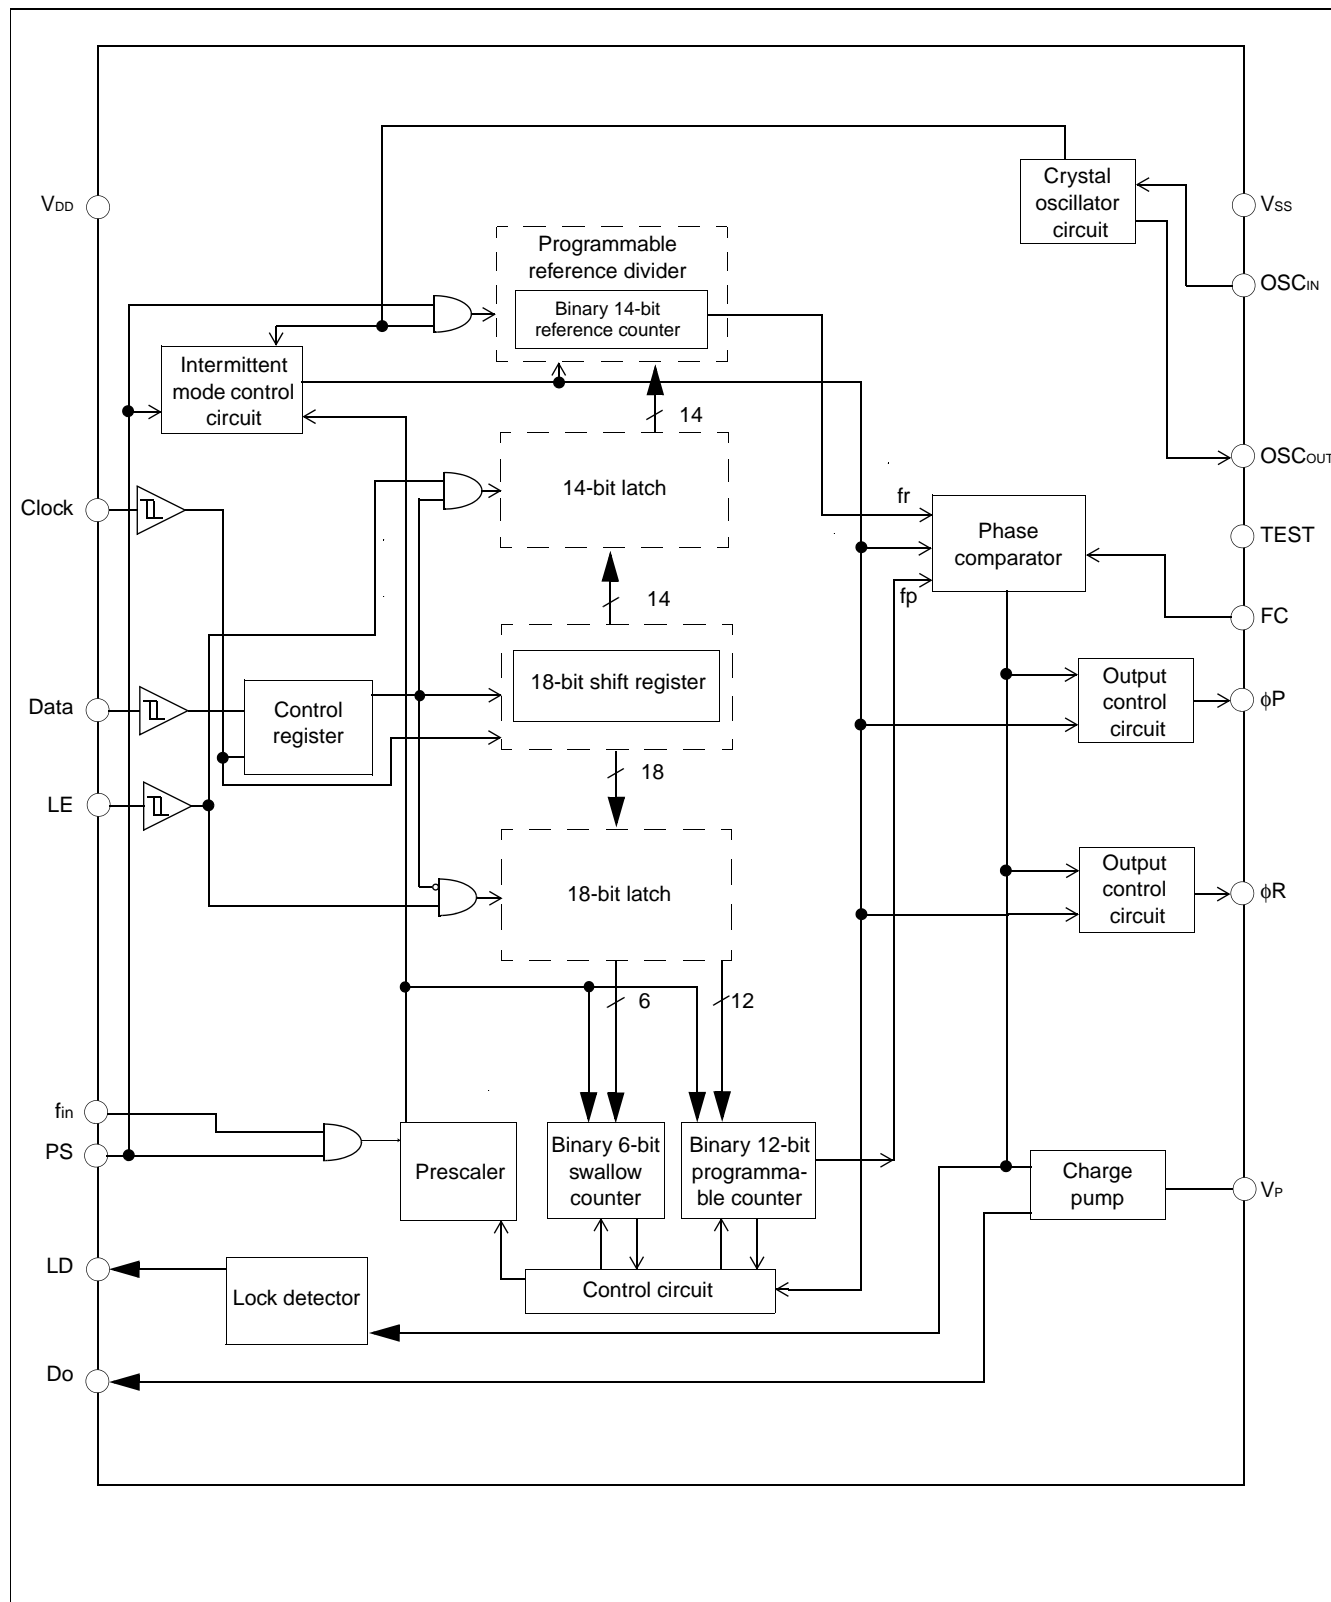 VDD
Clock
Data
LE
fin
PS
LD
Do
Crystal
oscillator
circuit
VSS
OSCIN
OSCOUT
TEST
FC
ϕP
ϕR
VP
Programmable
reference divider
Binary 14-bit
reference counter
Intermittent
mode control
circuit
14
14-bit latch
fr
Phase
comparator
fp
14
18-bit shift register
Control
register
Output
control
circuit
18
18-bit latch
Output
control
circuit
6
12
Prescaler
Binary 6-bit
swallow
counter
Binary 12-bit
programma-
ble counter
Charge
pump
Control circuit
Lock detector